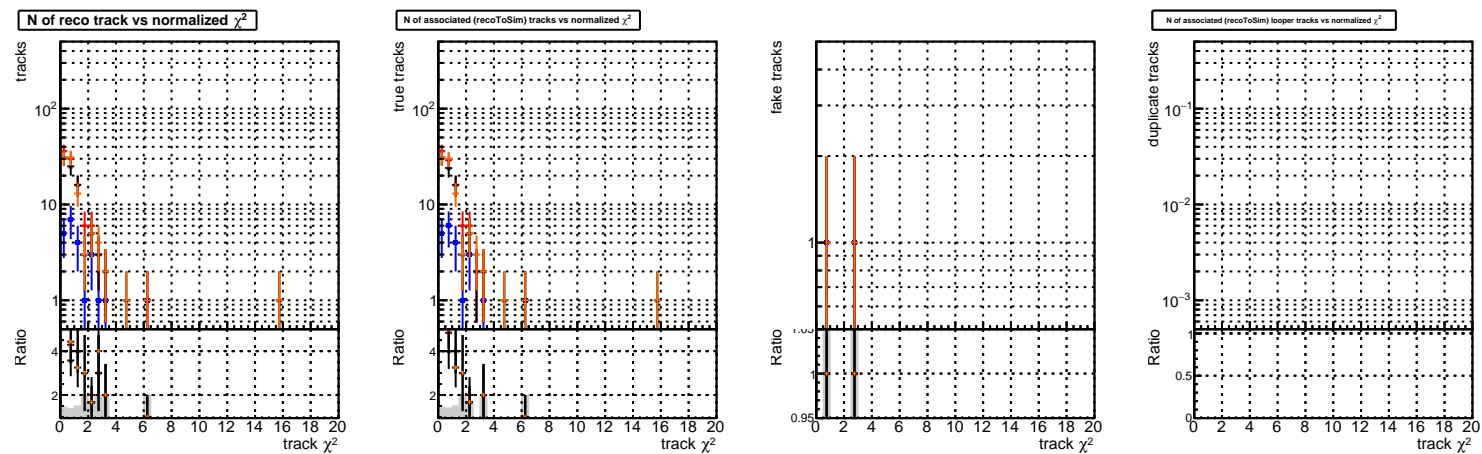 N of reco track vs normalized χ²
tracks
10²
10
1
Ratio
4
2
0 2 4 6 8 10 12 14 16 18 20
track χ²
N of associated (recoToSim) tracks vs normalized χ²
true tracks
10²
10
1
Ratio
4
2
0 2 4 6 8 10 12 14 16 18 20
track χ²
fake tracks
1
Ratio
1.05
1
0.95
0 2 4 6 8 10 12 14 16 18 20
track χ²
N of associated (recoToSim) looper tracks vs normalized χ²
duplicate tracks
10⁻¹
10⁻²
10⁻³
Ratio
1
0.5
0
0 2 4 6 8 10 12 14 16 18 20
track χ²